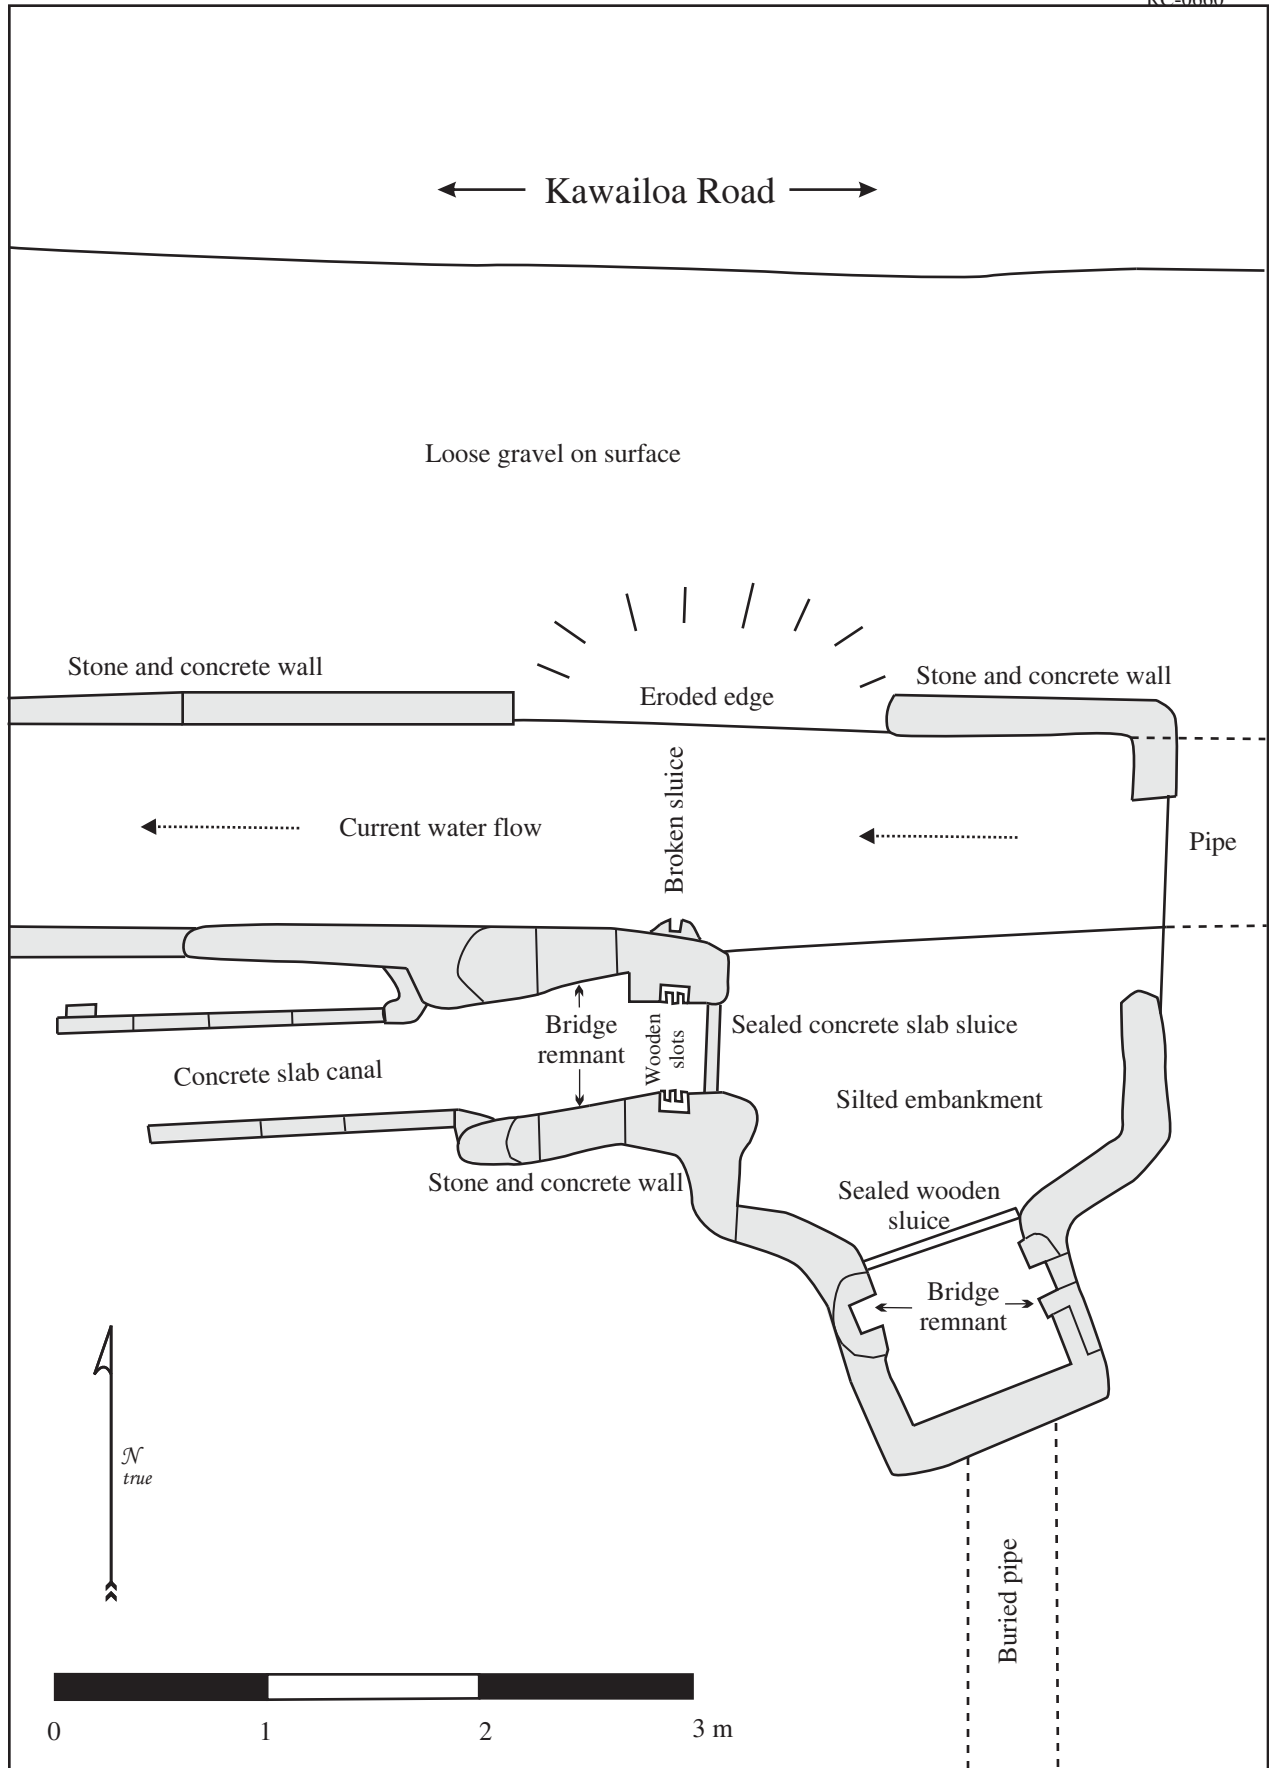 Kawailoa Road
Loose gravel on surface
Stone and concrete wall
Stone and concrete wall
Eroded edge
Broken sluice
Current water flow
Pipe
Bridge
remnant
Wooden
slots
Sealed concrete slab sluice
Concrete slab canal
Silted embankment
Stone and concrete wall
Sealed wooden
sluice
Bridge
remnant
N
true
Buried pipe
0 1 2 3 m